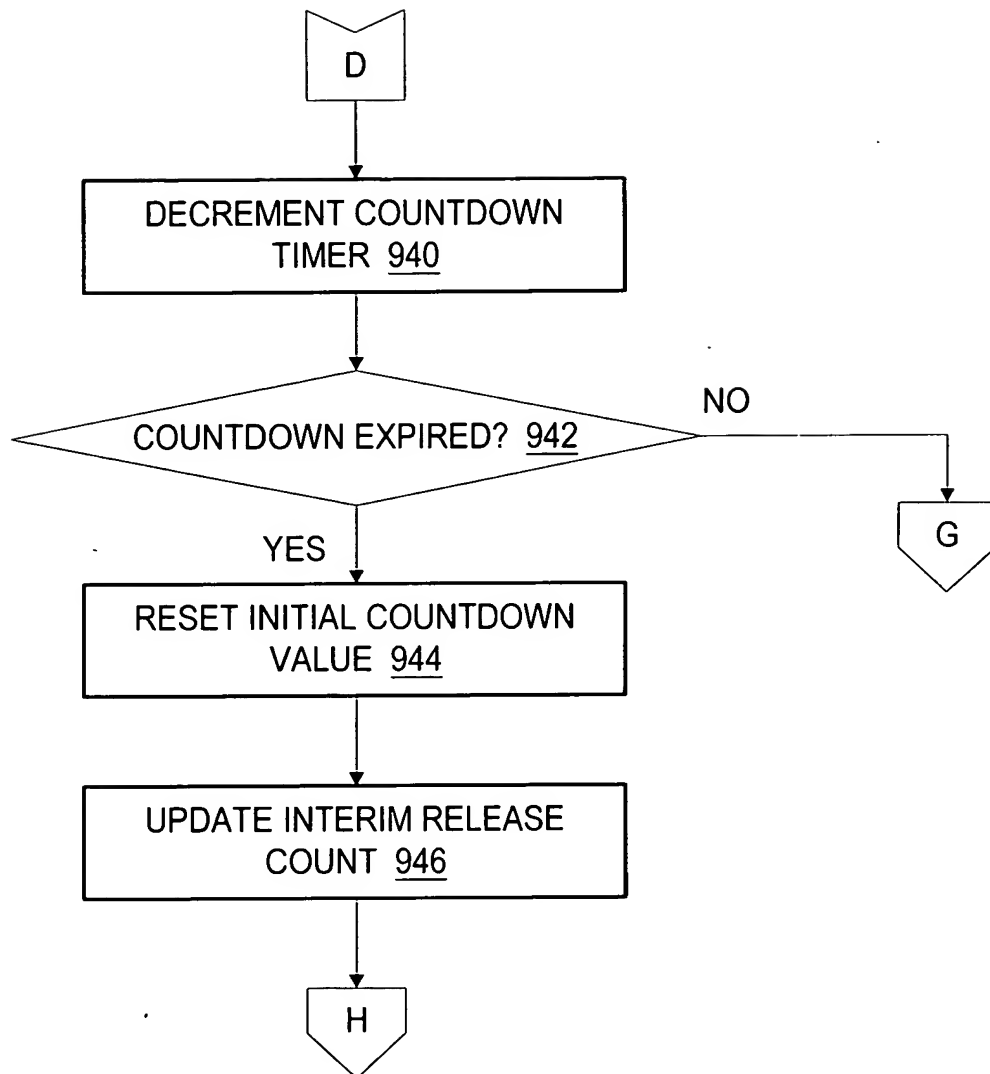 D
DECREMENT COUNTDOWN
TIMER 940
COUNTDOWN EXPIRED? 942
NO
G
YES
RESET INITIAL COUNTDOWN
VALUE 944
UPDATE INTERIM RELEASE
COUNT 946
H